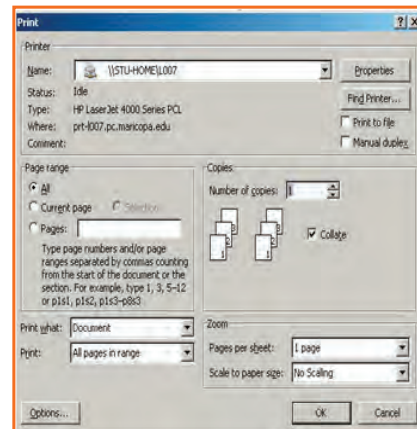 Print
Printer
Name: \\STU-HOME\L007 Properties
Status: Idle
Type: HP LaserJet 4000 Series PCL Find Printer...
Where: prt-l007.pc.maricopa.edu Print to file
Comment: Manual duplex
Page range
All
Current page Selection
Pages:
Type page numbers and/or page
ranges separated by commas counting
from the start of the document or the
section. For example, type 1, 3, 5-12
or p1s1, p1s2, p1s3-p8s3
Copies
Number of copies: 1
Collate
Print what: Document
Print: All pages in range
Zoom
Pages per sheet: 1 page
Scale to paper size: No Scaling
Options... OK Cancel